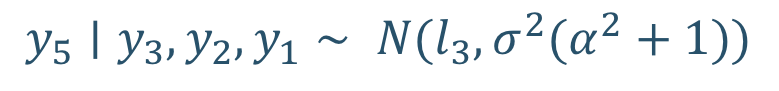 y₅ | y₃, y₂, y₁ ~ N(l₃, σ²(α² + 1))